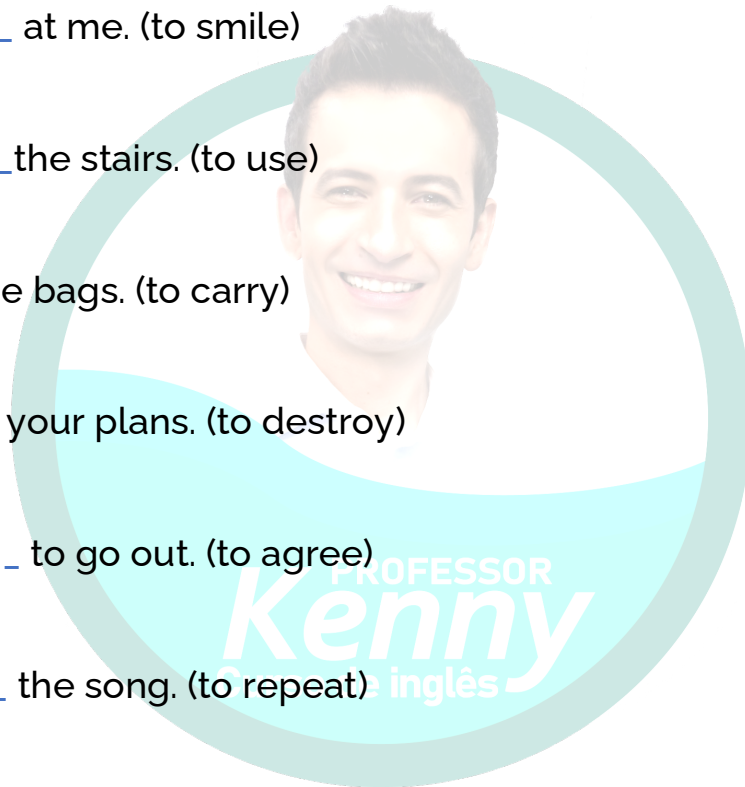 _ at me. (to smile)
_the stairs. (to use)
e bags. (to carry)
your plans. (to destroy)
_ to go out. (to agree)
PROFESSOR
Kenny
_ the song. (to repeat)
inglês